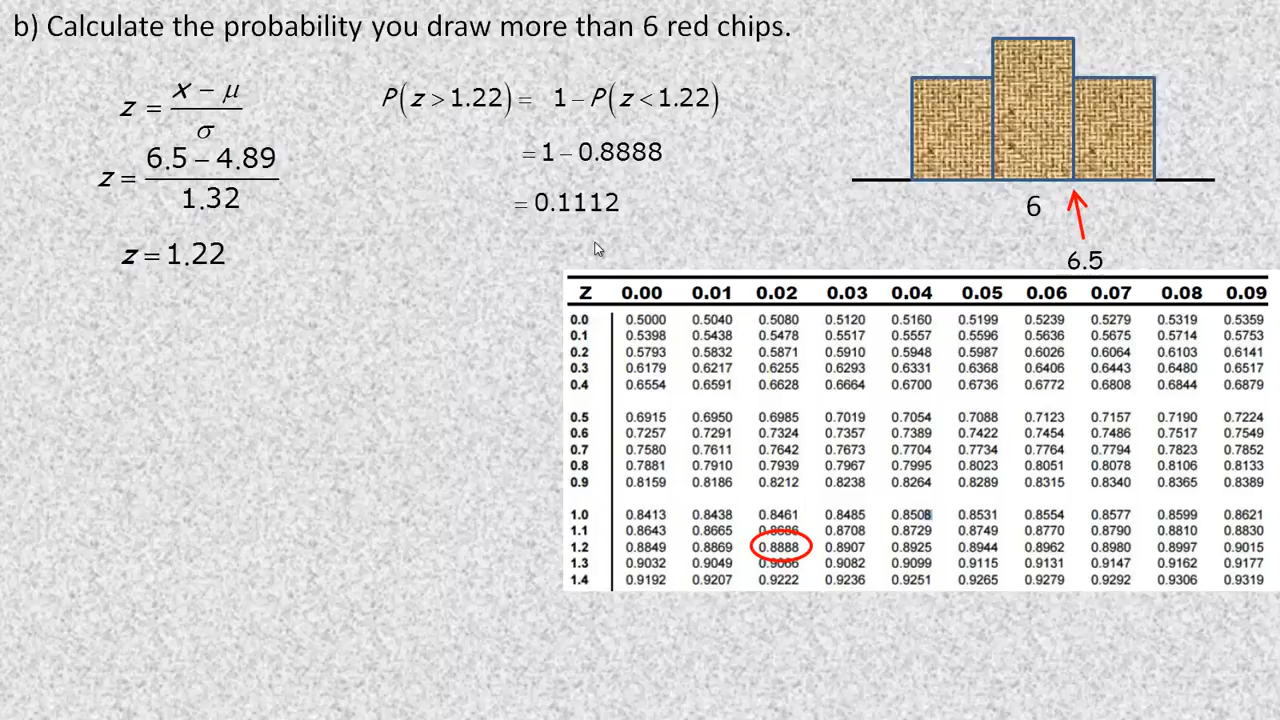 b) Calculate the probability you draw more than 6 red chips.
z = (x − μ) / σ
z = (6.5 − 4.89) / 1.32
z = 1.22
P(z > 1.22) = 1 − P(z < 1.22)
= 1 − 0.8888
= 0.1112
6
6.5
Z 0.00 0.01 0.02 0.03 0.04 0.05 0.06 0.07 0.08 0.09
0.0 0.5000 0.5040 0.5080 0.5120 0.5160 0.5199 0.5239 0.5279 0.5319 0.5359
0.1 0.5398 0.5438 0.5478 0.5517 0.5557 0.5596 0.5636 0.5675 0.5714 0.5753
0.2 0.5793 0.5832 0.5871 0.5910 0.5948 0.5987 0.6026 0.6064 0.6103 0.6141
0.3 0.6179 0.6217 0.6255 0.6293 0.6331 0.6368 0.6406 0.6443 0.6480 0.6517
0.4 0.6554 0.6591 0.6628 0.6664 0.6700 0.6736 0.6772 0.6808 0.6844 0.6879
0.5 0.6915 0.6950 0.6985 0.7019 0.7054 0.7088 0.7123 0.7157 0.7190 0.7224
0.6 0.7257 0.7291 0.7324 0.7357 0.7389 0.7422 0.7454 0.7486 0.7517 0.7549
0.7 0.7580 0.7611 0.7642 0.7673 0.7704 0.7734 0.7764 0.7794 0.7823 0.7852
0.8 0.7881 0.7910 0.7939 0.7967 0.7995 0.8023 0.8051 0.8078 0.8106 0.8133
0.9 0.8159 0.8186 0.8212 0.8238 0.8264 0.8289 0.8315 0.8340 0.8365 0.8389
1.0 0.8413 0.8438 0.8461 0.8485 0.8508 0.8531 0.8554 0.8577 0.8599 0.8621
1.1 0.8643 0.8665 0.8686 0.8708 0.8729 0.8749 0.8770 0.8790 0.8810 0.8830
1.2 0.8849 0.8869 0.8888 0.8907 0.8925 0.8944 0.8962 0.8980 0.8997 0.9015
1.3 0.9032 0.9049 0.9066 0.9082 0.9099 0.9115 0.9131 0.9147 0.9162 0.9177
1.4 0.9192 0.9207 0.9222 0.9236 0.9251 0.9265 0.9279 0.9292 0.9306 0.9319